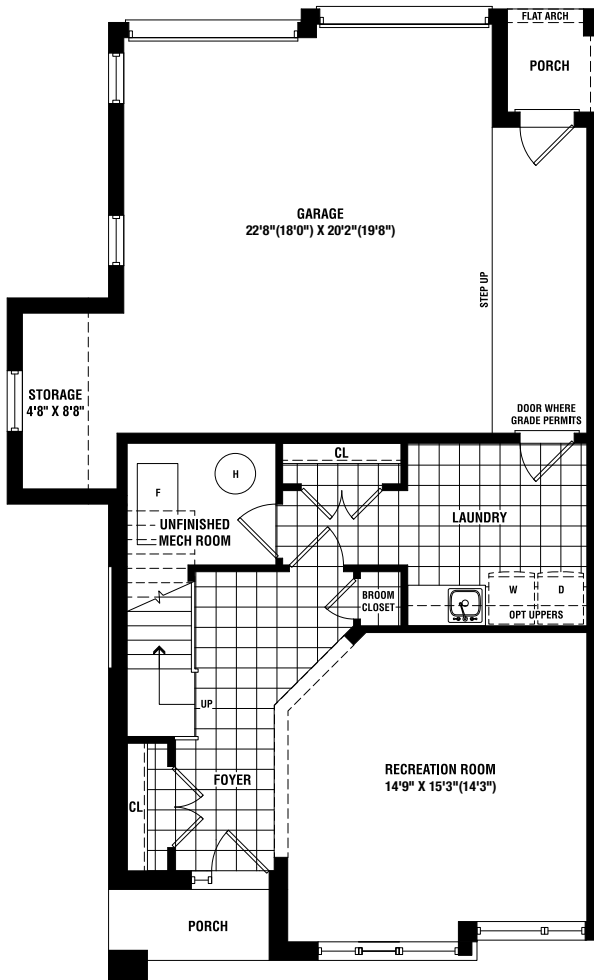 FLAT ARCH
PORCH
GARAGE
22'8"(18'0") X 20'2"(19'8")
STEP UP
STORAGE
4'8" X 8'8"
DOOR WHERE
GRADE PERMITS
CL
H
F
UNFINISHED
MECH ROOM
LAUNDRY
BROOM
CLOSET
W
D
OPT UPPERS
UP
RECREATION ROOM
14'9" X 15'3"(14'3")
FOYER
CL
PORCH